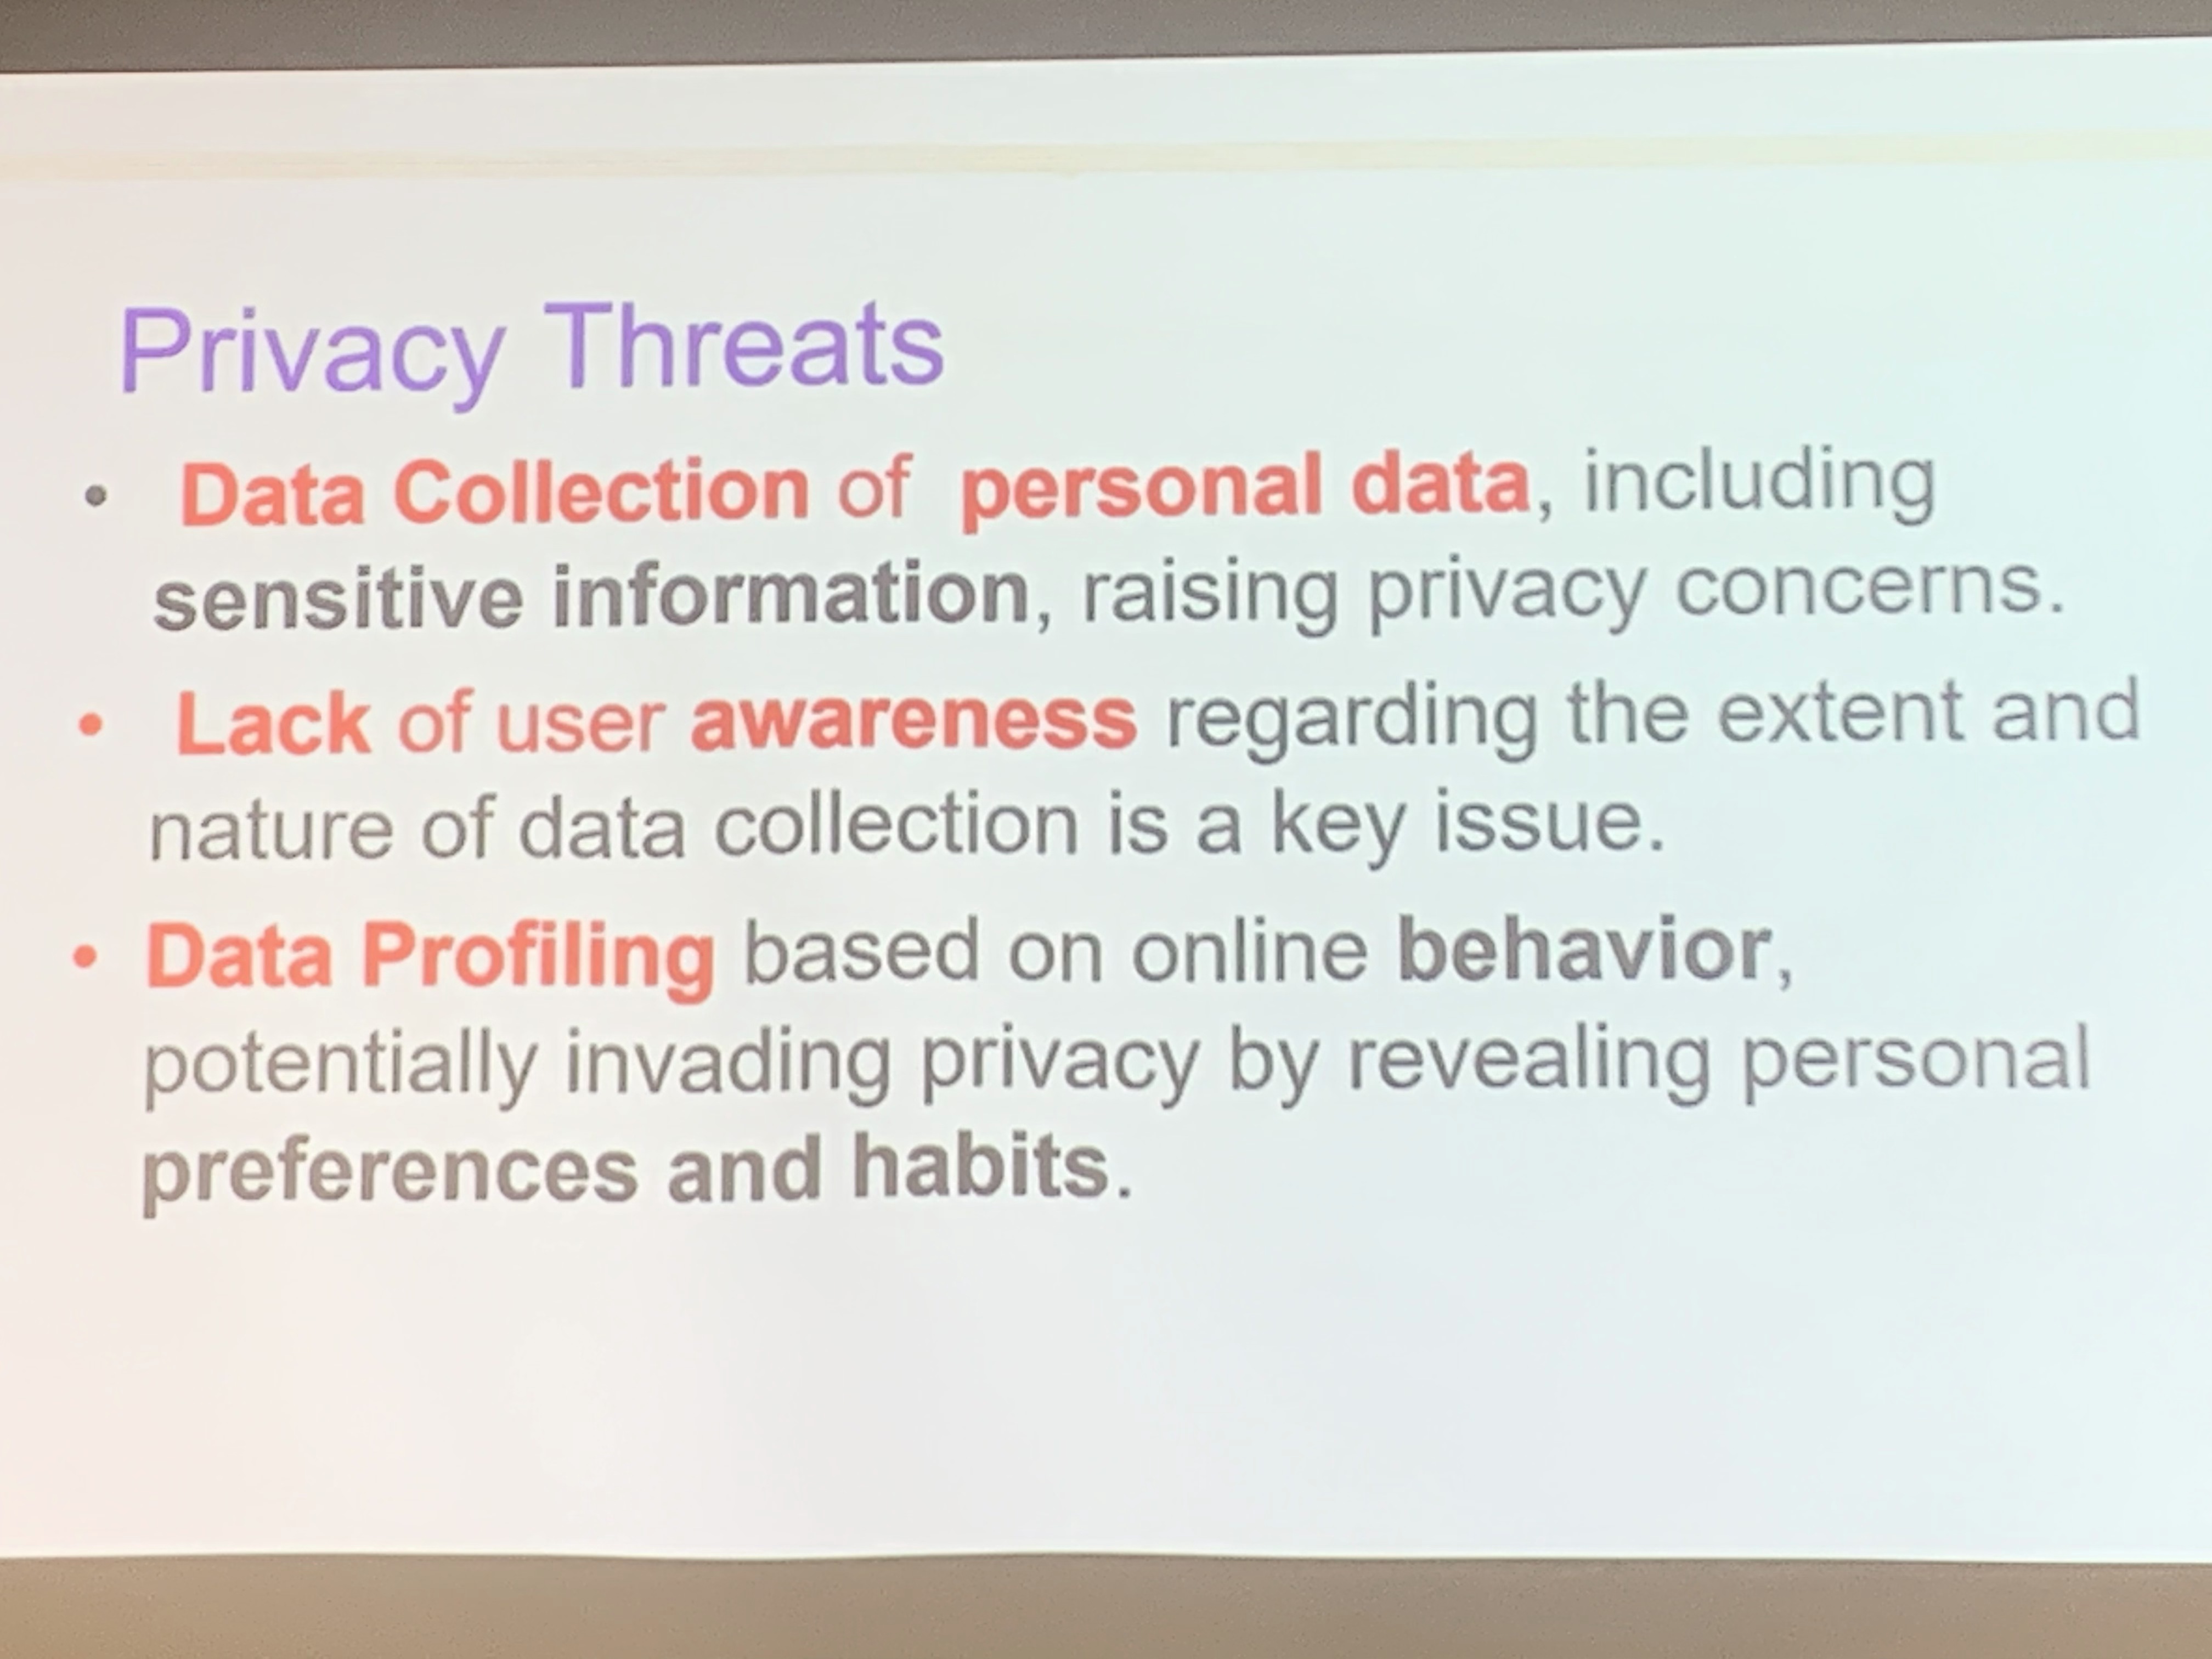 Privacy Threats
• Data Collection of personal data, including
sensitive information, raising privacy concerns.
• Lack of user awareness regarding the extent and
nature of data collection is a key issue.
• Data Profiling based on online behavior,
potentially invading privacy by revealing personal
preferences and habits.